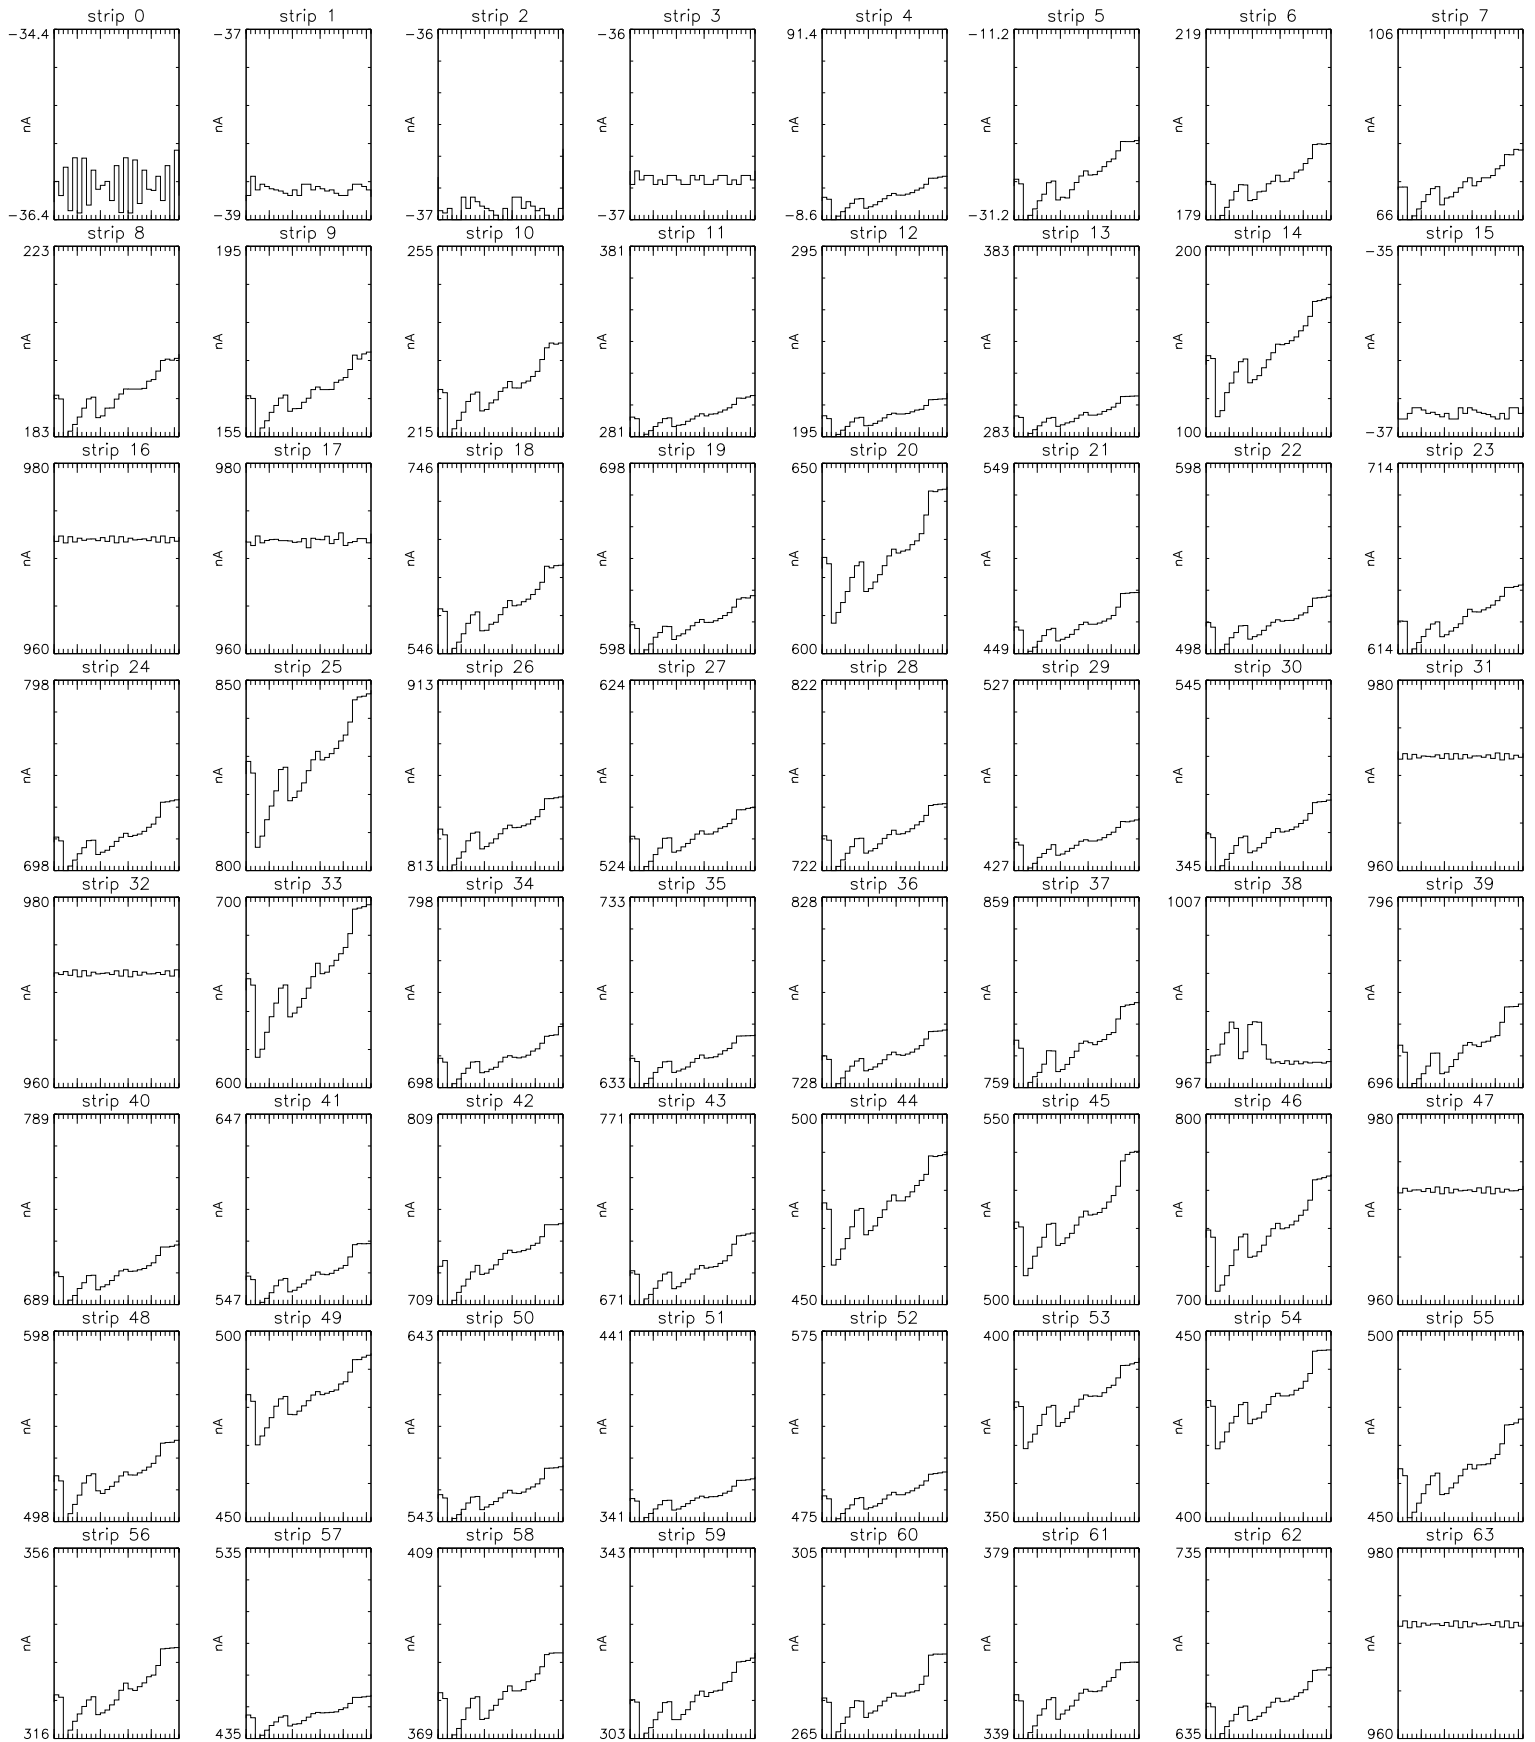 strip 0 strip 1 strip 2 strip 3 strip 4 strip 5 strip 6 strip 7
-34.4 -37 -36 -36 91.4 -11.2 219 106
nA nA nA nA nA nA nA nA
-36.4 -39 -37 -37 -8.6 -31.2 179 66
strip 8 strip 9 strip 10 strip 11 strip 12 strip 13 strip 14 strip 15
223 195 255 381 295 383 200 -35
nA nA nA nA nA nA nA nA
183 155 215 281 195 283 100 -37
strip 16 strip 17 strip 18 strip 19 strip 20 strip 21 strip 22 strip 23
980 980 746 698 650 549 598 714
nA nA nA nA nA nA nA nA
960 960 546 598 600 449 498 614
strip 24 strip 25 strip 26 strip 27 strip 28 strip 29 strip 30 strip 31
798 850 913 624 822 527 545 980
nA nA nA nA nA nA nA nA
698 800 813 524 722 427 345 960
strip 32 strip 33 strip 34 strip 35 strip 36 strip 37 strip 38 strip 39
980 700 798 733 828 859 1007 796
nA nA nA nA nA nA nA nA
960 600 698 633 728 759 967 696
strip 40 strip 41 strip 42 strip 43 strip 44 strip 45 strip 46 strip 47
789 647 809 771 500 550 800 980
nA nA nA nA nA nA nA nA
689 547 709 671 450 500 700 960
strip 48 strip 49 strip 50 strip 51 strip 52 strip 53 strip 54 strip 55
598 500 643 441 575 400 450 500
nA nA nA nA nA nA nA nA
498 450 543 341 475 350 400 450
strip 56 strip 57 strip 58 strip 59 strip 60 strip 61 strip 62 strip 63
356 535 409 343 305 379 735 980
nA nA nA nA nA nA nA nA
316 435 369 303 265 339 635 960